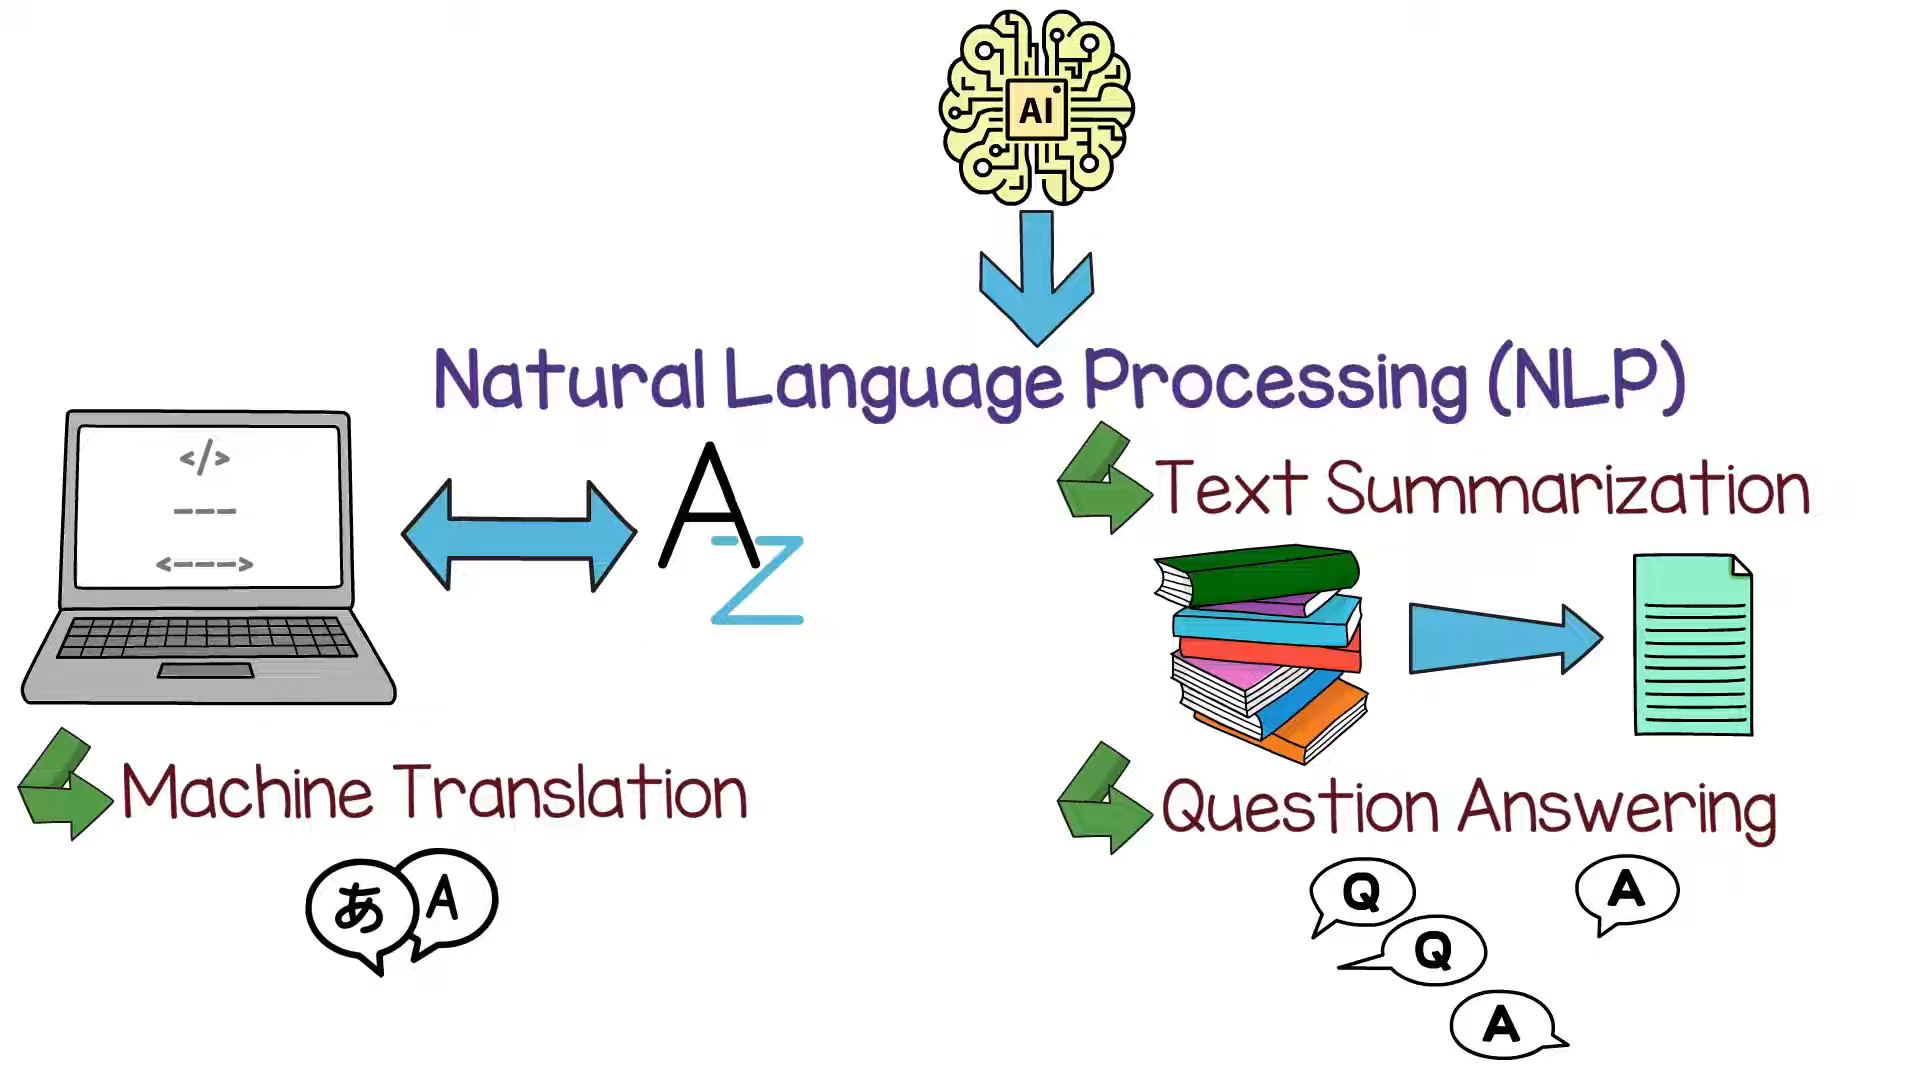 AI
Natural Language Processing (NLP)
</>
---
<--->
A
Z
Machine Translation
あ A
Text Summarization
Question Answering
Q
A
Q
A